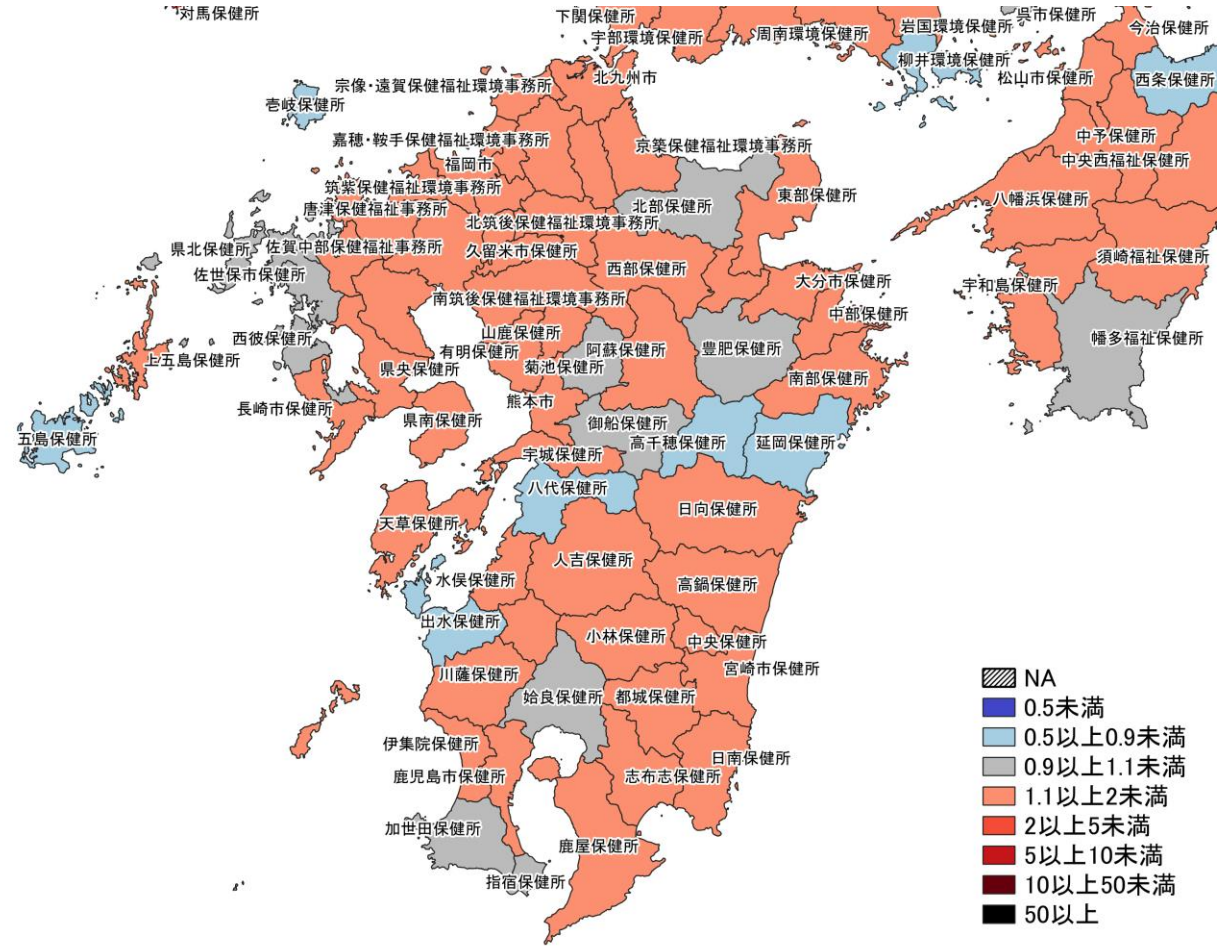 対馬保健所
下関保健所
宇部環境保健所
周南環境保健所
岩国環境保健所
呉市保健所
今治保健所
柳井環境保健所
松山市保健所
西条保健所
北九州市
宗像・遠賀保健福祉環境事務所
壱岐保健所
嘉穂・鞍手保健福祉環境事務所
京築保健福祉環境事務所
中予保健所
福岡市
中央西福祉保健所
筑紫保健福祉環境事務所
東部保健所
八幡浜保健所
唐津保健福祉事務所
北部保健所
北筑後保健福祉環境事務所
県北保健所
佐賀中部保健福祉事務所
久留米市保健所
西部保健所
須崎福祉保健所
佐世保市保健所
大分市保健所
宇和島保健所
南筑後保健福祉環境事務所
中部保健所
西彼保健所
山鹿保健所
阿蘇保健所
豊肥保健所
幡多福祉保健所
上五島保健所
有明保健所
菊池保健所
県央保健所
南部保健所
長崎市保健所
県南保健所
熊本市
御船保健所
高千穂保健所
延岡保健所
五島保健所
宇城保健所
八代保健所
日向保健所
天草保健所
人吉保健所
水俣保健所
高鍋保健所
出水保健所
小林保健所
中央保健所
宮崎市保健所
川薩保健所
姶良保健所
都城保健所
伊集院保健所
日南保健所
鹿児島市保健所
志布志保健所
加世田保健所
鹿屋保健所
指宿保健所
NA
0.5未満
0.5以上0.9未満
0.9以上1.1未満
1.1以上2未満
2以上5未満
5以上10未満
10以上50未満
50以上